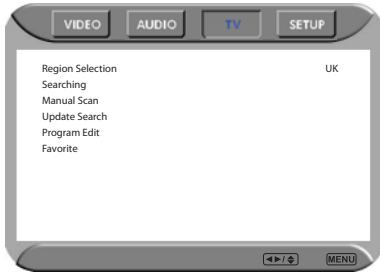 VIDEO AUDIO TV SETUP
Region Selection UK
Searching
Manual Scan
Update Search
Program Edit
Favorite
◄►/♦ MENU